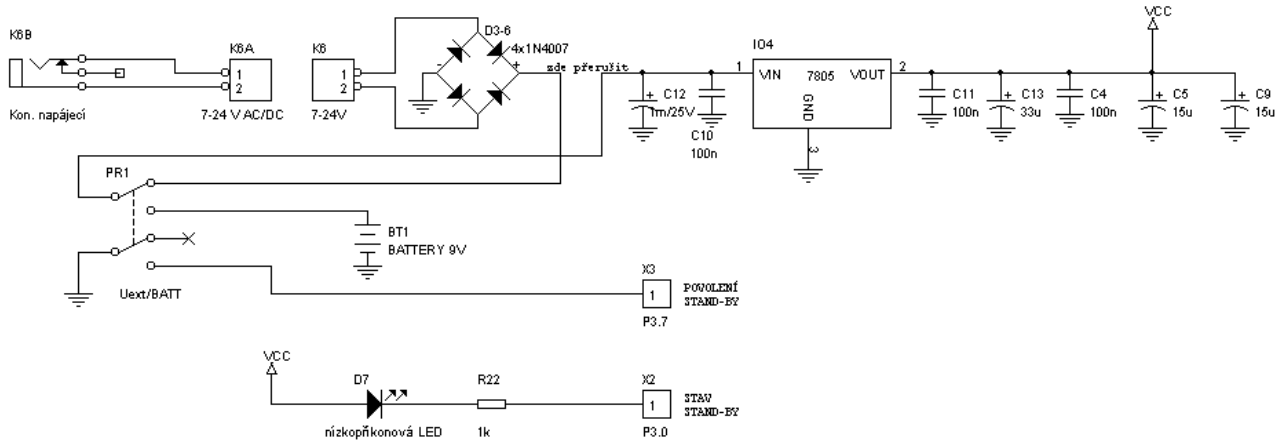 VCC
K6B
K6A
K6
D3-6
4x1N4007
IO4
zde přerušit
1
2
1
2
-
+
1
VIN
7805
VOUT
2
GND
3
+
C12
1m/25V
C10
100n
C11
100n
+
C13
33u
C4
100n
+
C5
15u
+
C9
15u
Kon. napájecí
7-24 V AC/DC
7-24V
PR1
BT1
BATTERY 9V
Uext/BATT
X3
1
POVOLENÍ
STAND-BY
P3.7
VCC
D7
R22
X2
1
STAV
STAND-BY
nízkopříkonová LED
1k
P3.0